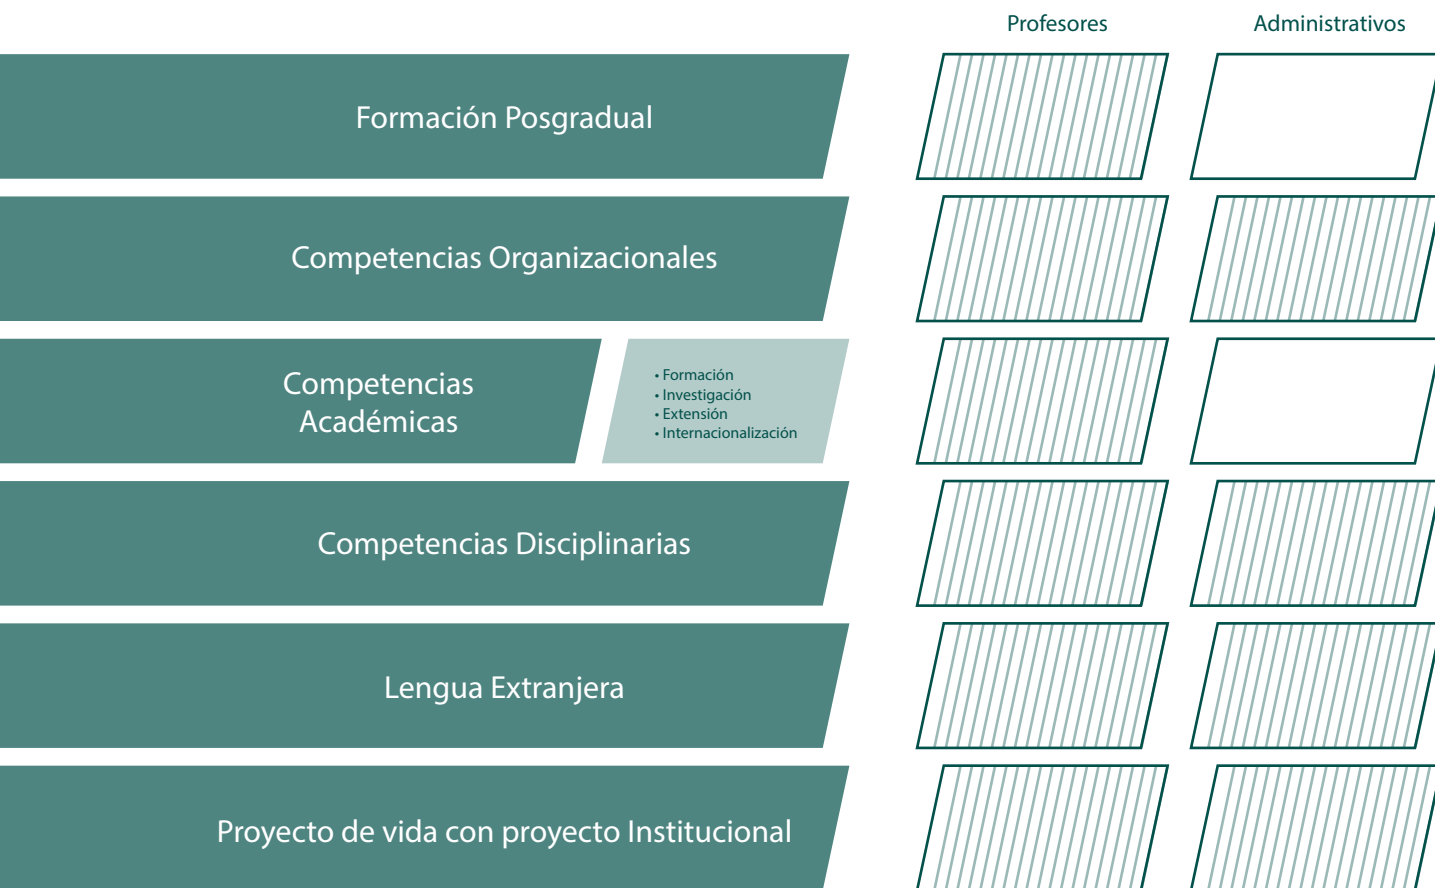 Profesores
Administrativos
Formación Posgradual
Competencias Organizacionales
Competencias
Académicas
• Formación
• Investigación
• Extensión
• Internacionalización
Competencias Disciplinarias
Lengua Extranjera
Proyecto de vida con proyecto Institucional